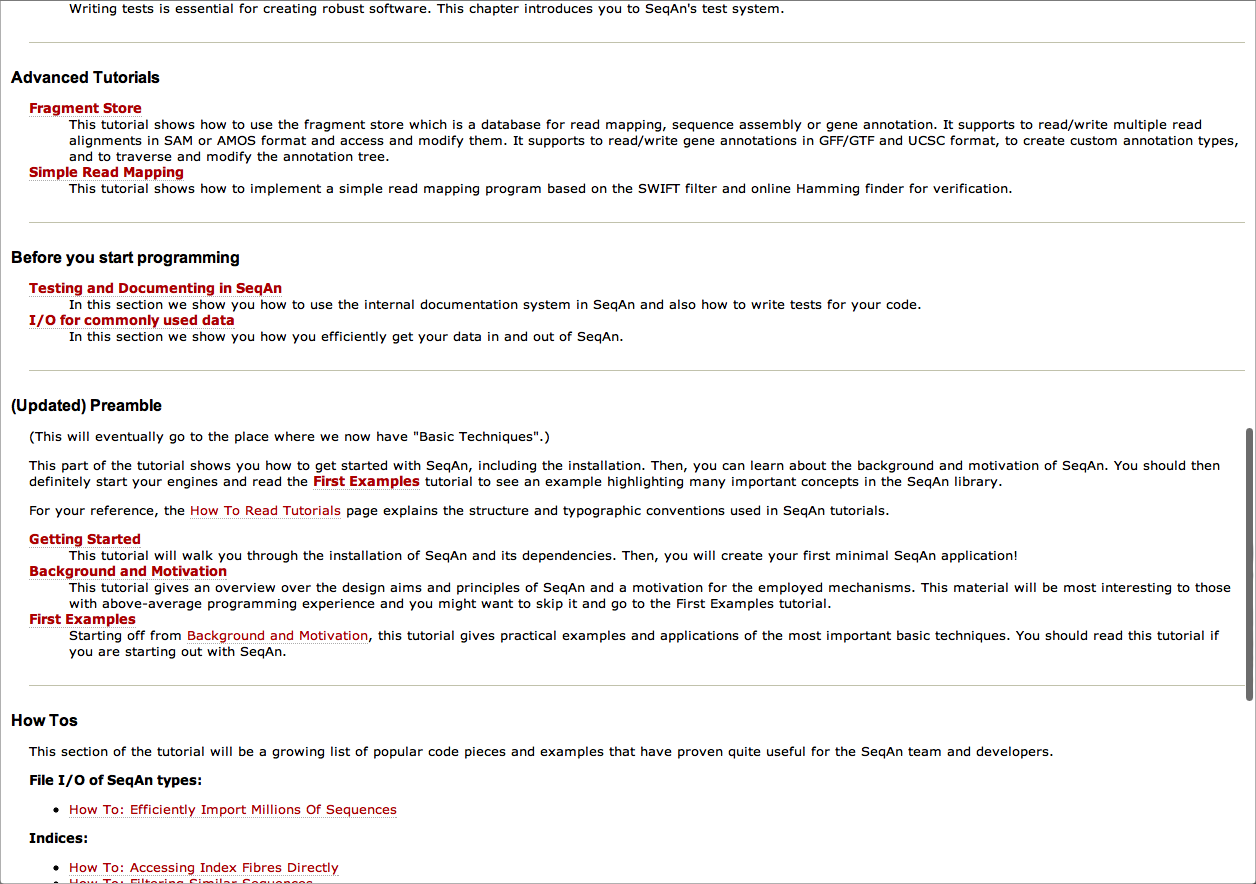 Writing tests is essential for creating robust software. This chapter introduces you to SeqAn's test system.
Advanced Tutorials
Fragment Store
This tutorial shows how to use the fragment store which is a database for read mapping, sequence assembly or gene annotation. It supports to read/write multiple read
alignments in SAM or AMOS format and access and modify them. It supports to read/write gene annotations in GFF/GTF and UCSC format, to create custom annotation types,
and to traverse and modify the annotation tree.
Simple Read Mapping
This tutorial shows how to implement a simple read mapping program based on the SWIFT filter and online Hamming finder for verification.
Before you start programming
Testing and Documenting in SeqAn
In this section we show you how to use the internal documentation system in SeqAn and also how to write tests for your code.
I/O for commonly used data
In this section we show you how you efficiently get your data in and out of SeqAn.
(Updated) Preamble
(This will eventually go to the place where we now have "Basic Techniques".)
This part of the tutorial shows you how to get started with SeqAn, including the installation. Then, you can learn about the background and motivation of SeqAn. You should then
definitely start your engines and read the First Examples tutorial to see an example highlighting many important concepts in the SeqAn library.
For your reference, the How To Read Tutorials page explains the structure and typographic conventions used in SeqAn tutorials.
Getting Started
This tutorial will walk you through the installation of SeqAn and its dependencies. Then, you will create your first minimal SeqAn application!
Background and Motivation
This tutorial gives an overview over the design aims and principles of SeqAn and a motivation for the employed mechanisms. This material will be most interesting to those
with above-average programming experience and you might want to skip it and go to the First Examples tutorial.
First Examples
Starting off from Background and Motivation, this tutorial gives practical examples and applications of the most important basic techniques. You should read this tutorial if
you are starting out with SeqAn.
How Tos
This section of the tutorial will be a growing list of popular code pieces and examples that have proven quite useful for the SeqAn team and developers.
File I/O of SeqAn types:
• How To: Efficiently Import Millions Of Sequences
Indices:
• How To: Accessing Index Fibres Directly
• How To: Filtering Similar Sequences